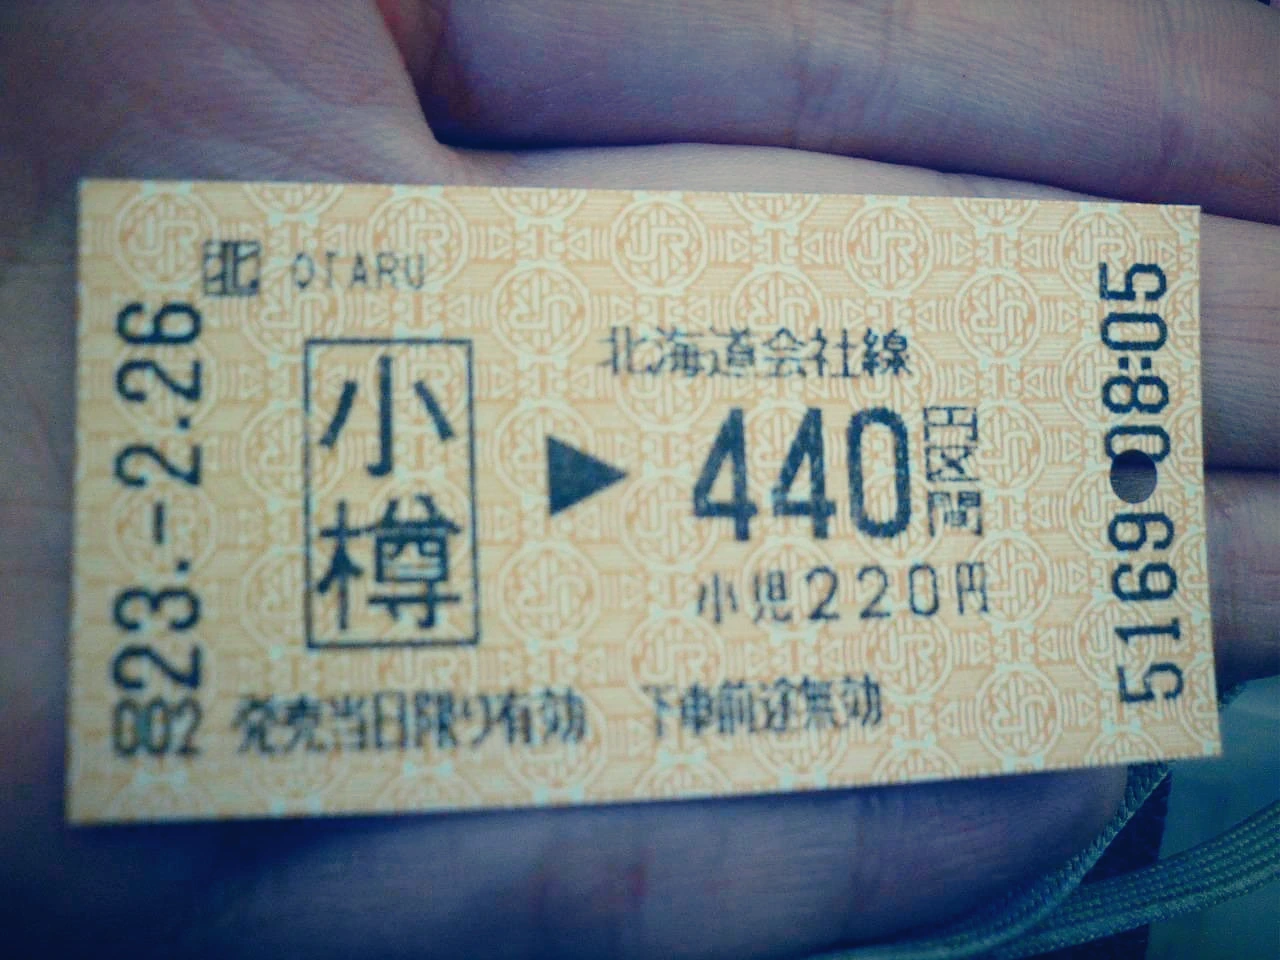 北 OTARU
23.-2.26
小樽
▶
北海道会社線
440円区間
小児220円
802 発売当日限り有効 下車前途無効
5169 08:05